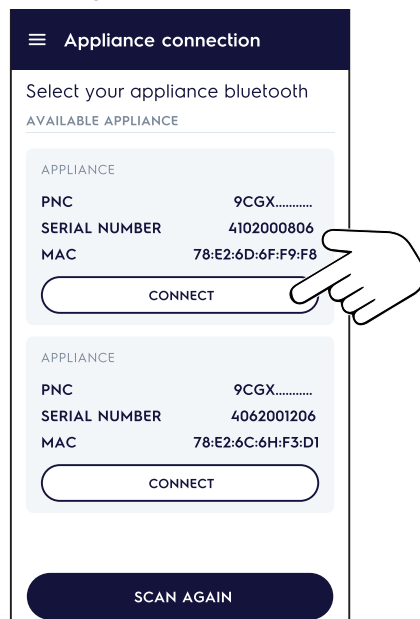 Appliance connection
Select your appliance bluetooth
AVAILABLE APPLIANCE
APPLIANCE
PNC 9CGX...........
SERIAL NUMBER 4102000806
MAC 78:E2:6D:6F:F9:F8
CONNECT
APPLIANCE
PNC 9CGX...........
SERIAL NUMBER 4062001206
MAC 78:E2:6C:6H:F3:D1
CONNECT
SCAN AGAIN